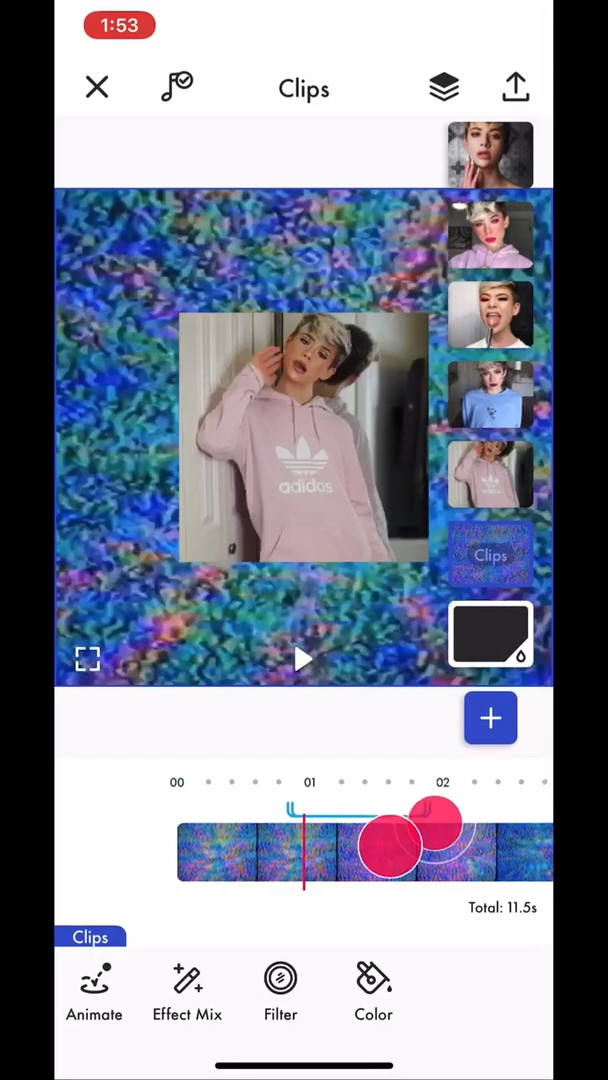 1:53
Clips
adidas
Clips
00 01 02
Total: 11.5s
Clips
Animate Effect Mix Filter Color